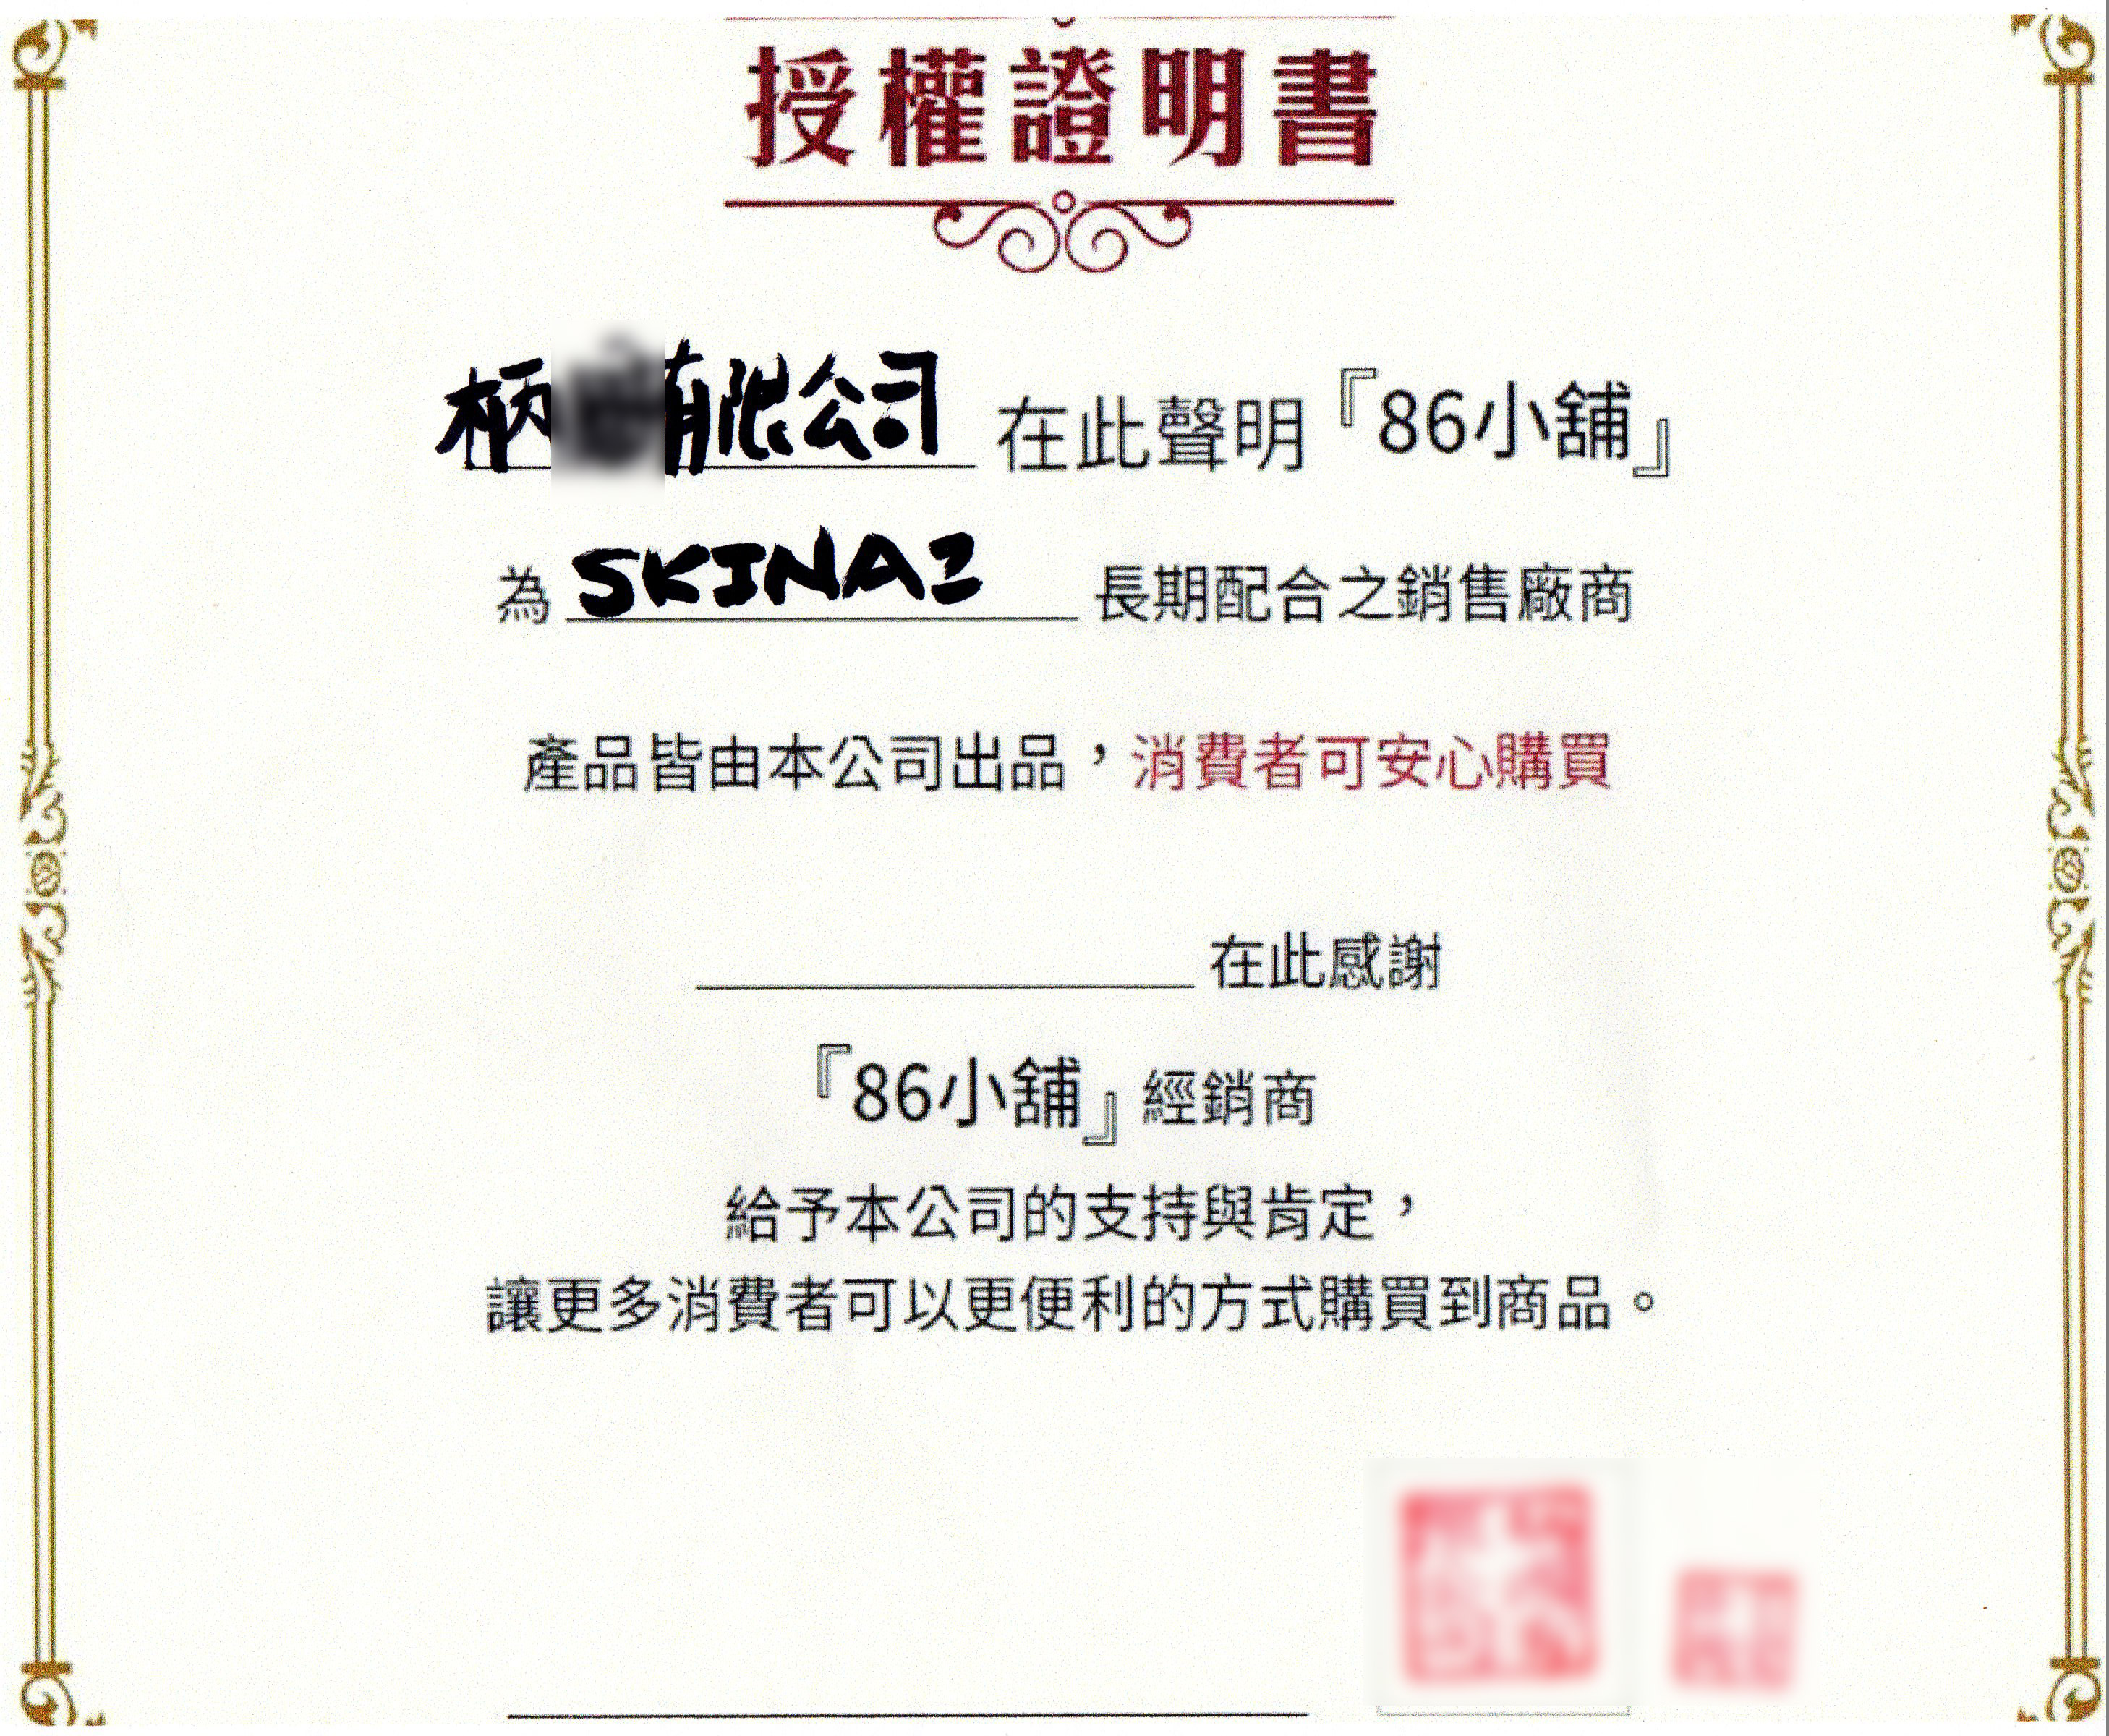 授權證明書
柄 有限公司 在此聲明『86小舖』
為 SKINAI 長期配合之銷售廠商
產品皆由本公司出品，消費者可安心購買
在此感謝
『86小舖』經銷商
給予本公司的支持與肯定，
讓更多消費者可以更便利的方式購買到商品。